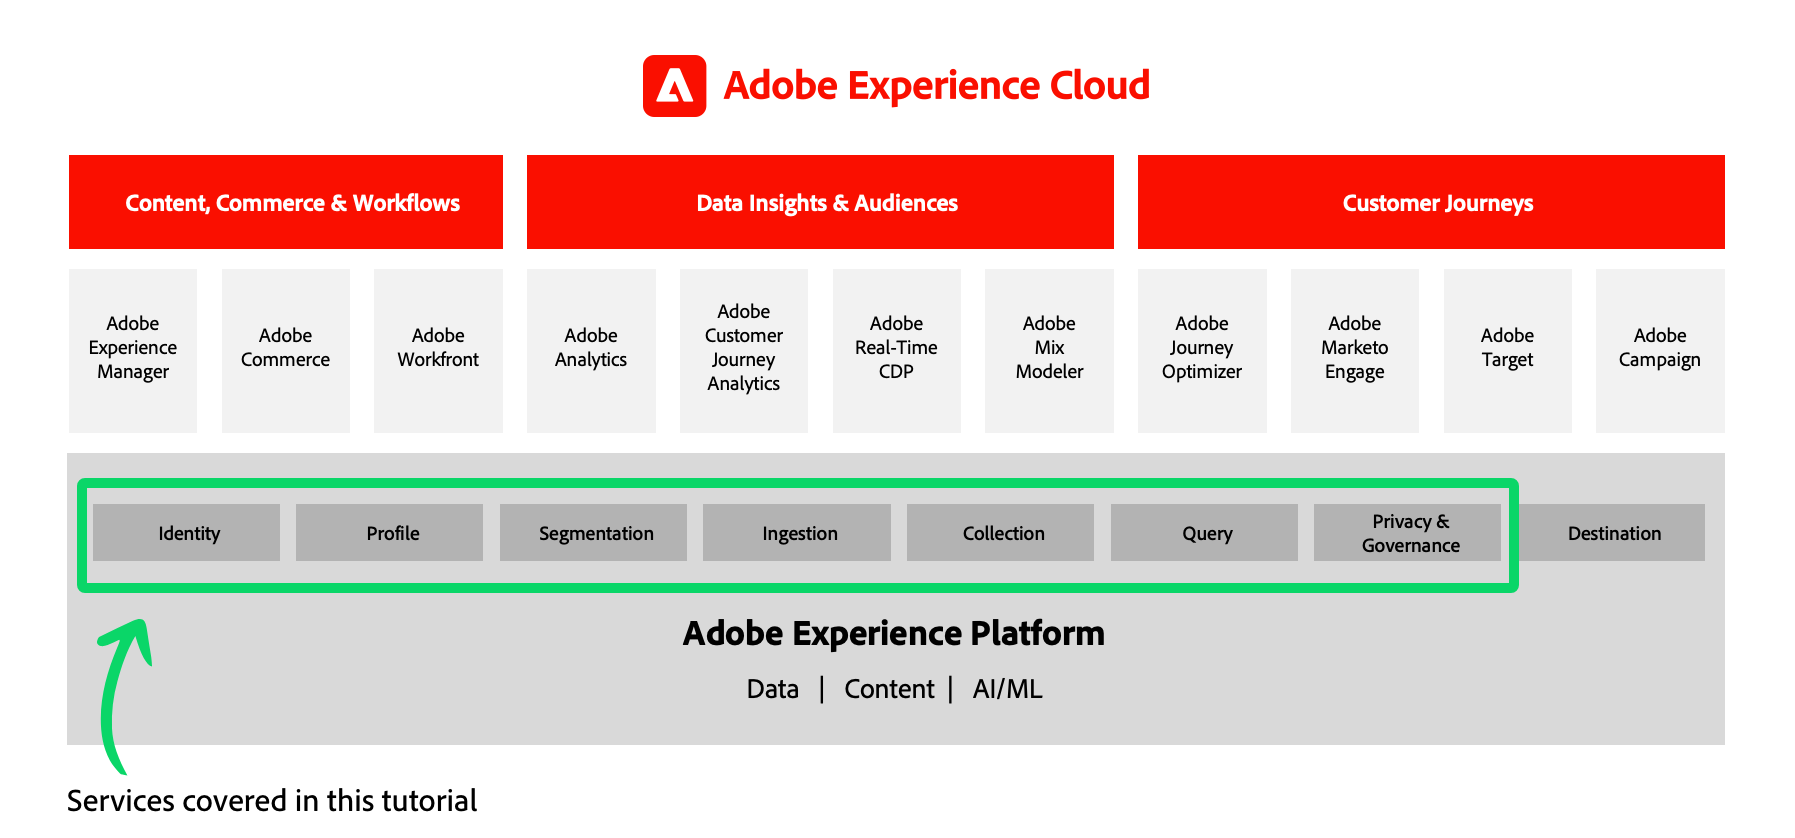 Adobe Experience Cloud
Content, Commerce & Workflows
Data Insights & Audiences
Customer Journeys
Adobe
Experience
Manager
Adobe
Commerce
Adobe
Workfront
Adobe
Analytics
Adobe
Customer
Journey
Analytics
Adobe
Real-Time
CDP
Adobe
Mix
Modeler
Adobe
Journey
Optimizer
Adobe
Marketo
Engage
Adobe
Target
Adobe
Campaign
Identity
Profile
Segmentation
Ingestion
Collection
Query
Privacy &
Governance
Destination
Adobe Experience Platform
Data | Content | AI/ML
Services covered in this tutorial